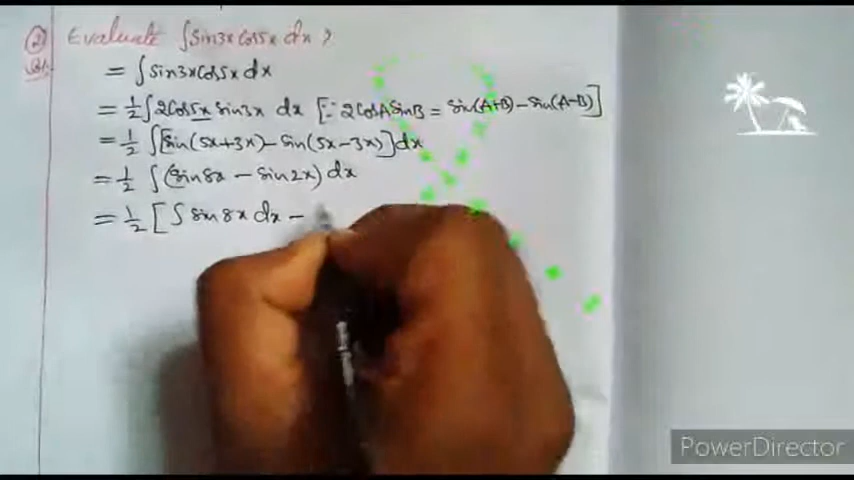 ② Evaluate ∫sin3x cos5x dx ?
= ∫sin3x cos5x dx
= 1/2 ∫2cos5x sin3x dx [∵ 2cosA sinB = sin(A+B) - sin(A-B)]
= 1/2 ∫[sin(5x+3x) - sin(5x-3x)]dx
= 1/2 ∫(sin8x - sin2x)dx
= 1/2 [∫sin8x dx -
PowerDirector